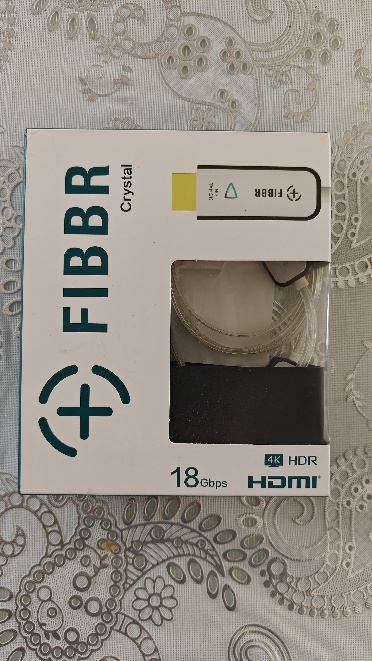 FIBBR
Crystal
FIBBR
4K HDR
18Gbps
HDMI